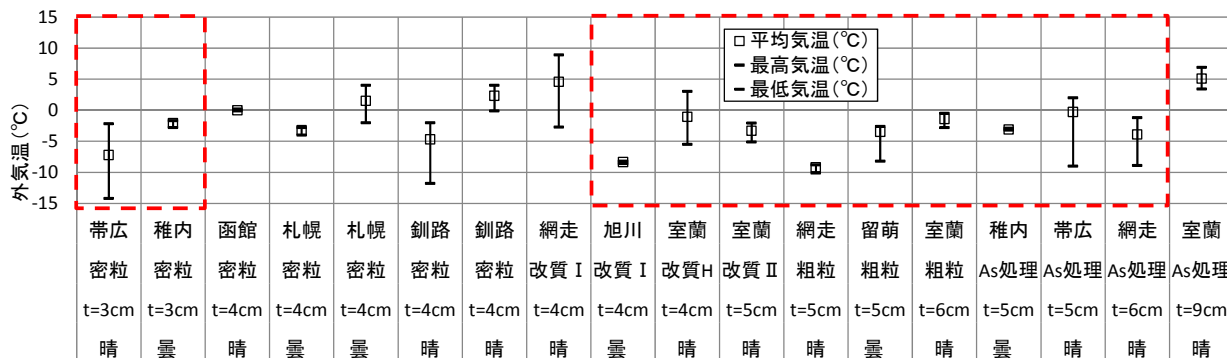 15
10
5
0
-5
-10
-15
外気温(℃)
平均気温(℃)
最高気温(℃)
最低気温(℃)
帯広 稚内 函館 札幌 札幌 釧路 釧路 網走 旭川 室蘭 室蘭 網走 留萌 室蘭 稚内 帯広 網走 室蘭
密粒 密粒 密粒 密粒 密粒 密粒 密粒 改質Ⅰ 改質Ⅰ 改質H 改質Ⅱ 粗粒 粗粒 粗粒 As処理 As処理 As処理 As処理
t=3cm t=3cm t=4cm t=4cm t=4cm t=4cm t=4cm t=4cm t=4cm t=4cm t=5cm t=5cm t=5cm t=6cm t=5cm t=5cm t=6cm t=9cm
晴 曇 晴 曇 曇 晴 晴 晴 曇 晴 晴 晴 曇 晴 曇 晴 晴 晴